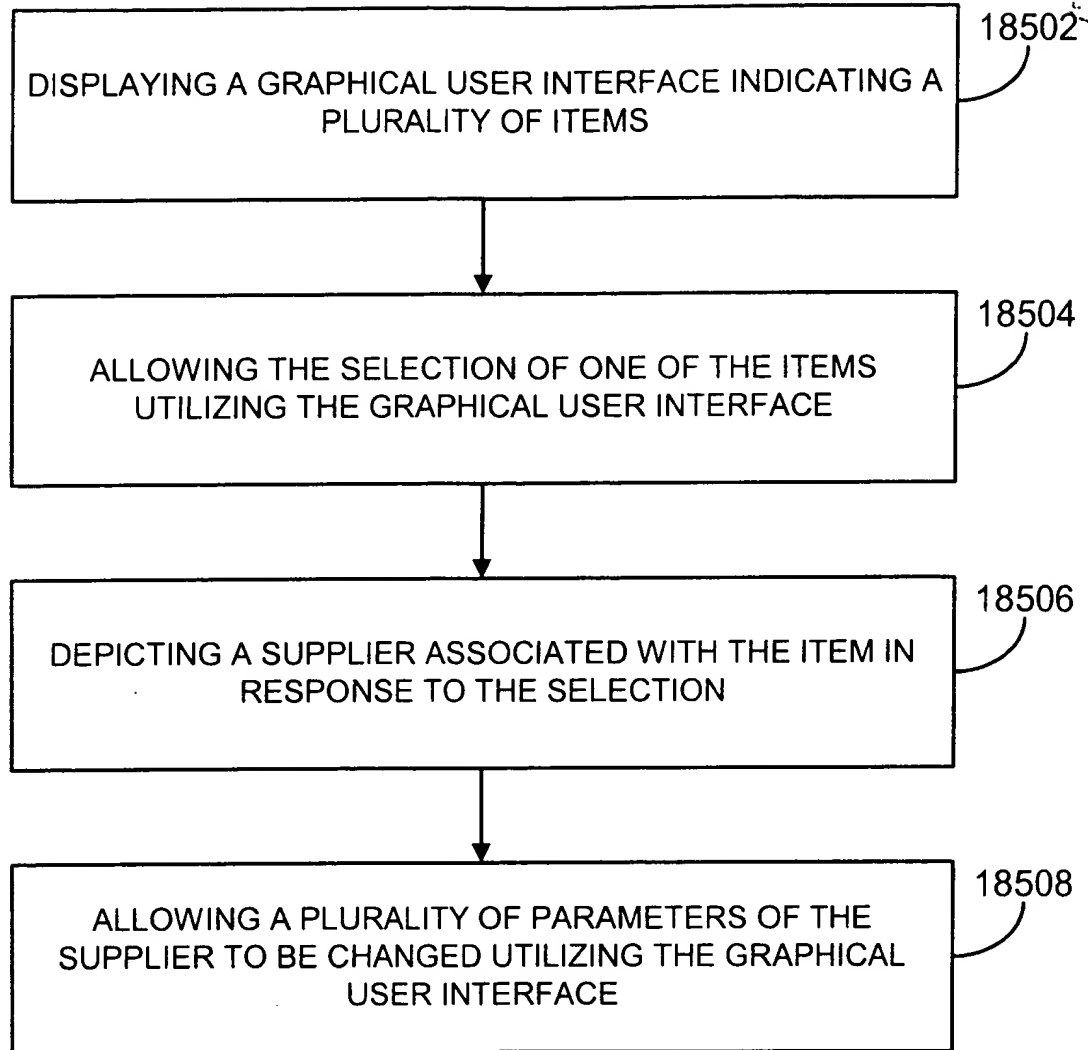 18502
DISPLAYING A GRAPHICAL USER INTERFACE INDICATING A
PLURALITY OF ITEMS
18504
ALLOWING THE SELECTION OF ONE OF THE ITEMS
UTILIZING THE GRAPHICAL USER INTERFACE
18506
DEPICTING A SUPPLIER ASSOCIATED WITH THE ITEM IN
RESPONSE TO THE SELECTION
18508
ALLOWING A PLURALITY OF PARAMETERS OF THE
SUPPLIER TO BE CHANGED UTILIZING THE GRAPHICAL
USER INTERFACE